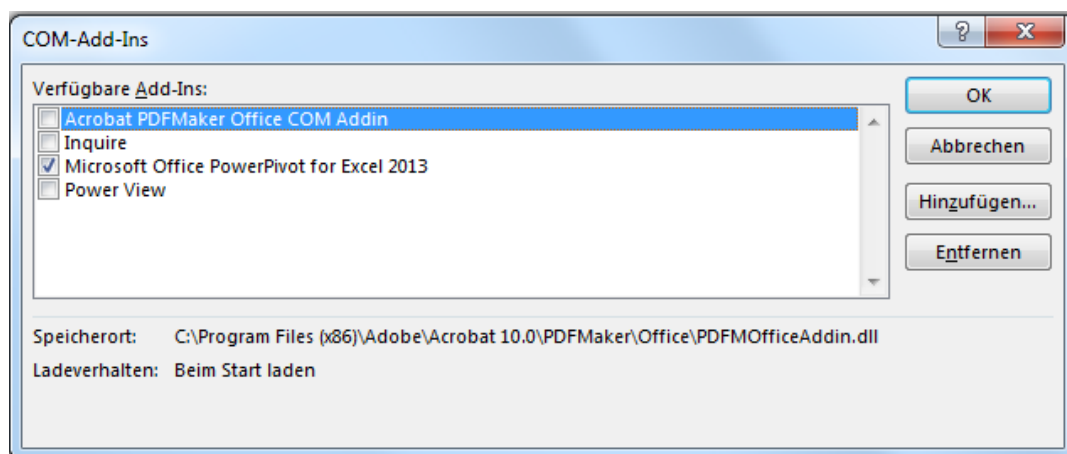 COM-Add-Ins
Verfügbare Add-Ins:
Acrobat PDFMaker Office COM Addin
Inquire
Microsoft Office PowerPivot for Excel 2013
Power View
OK
Abbrechen
Hinzufügen...
Entfernen
Speicherort: C:\Program Files (x86)\Adobe\Acrobat 10.0\PDFMaker\Office\PDFMOfficeAddin.dll
Ladeverhalten: Beim Start laden